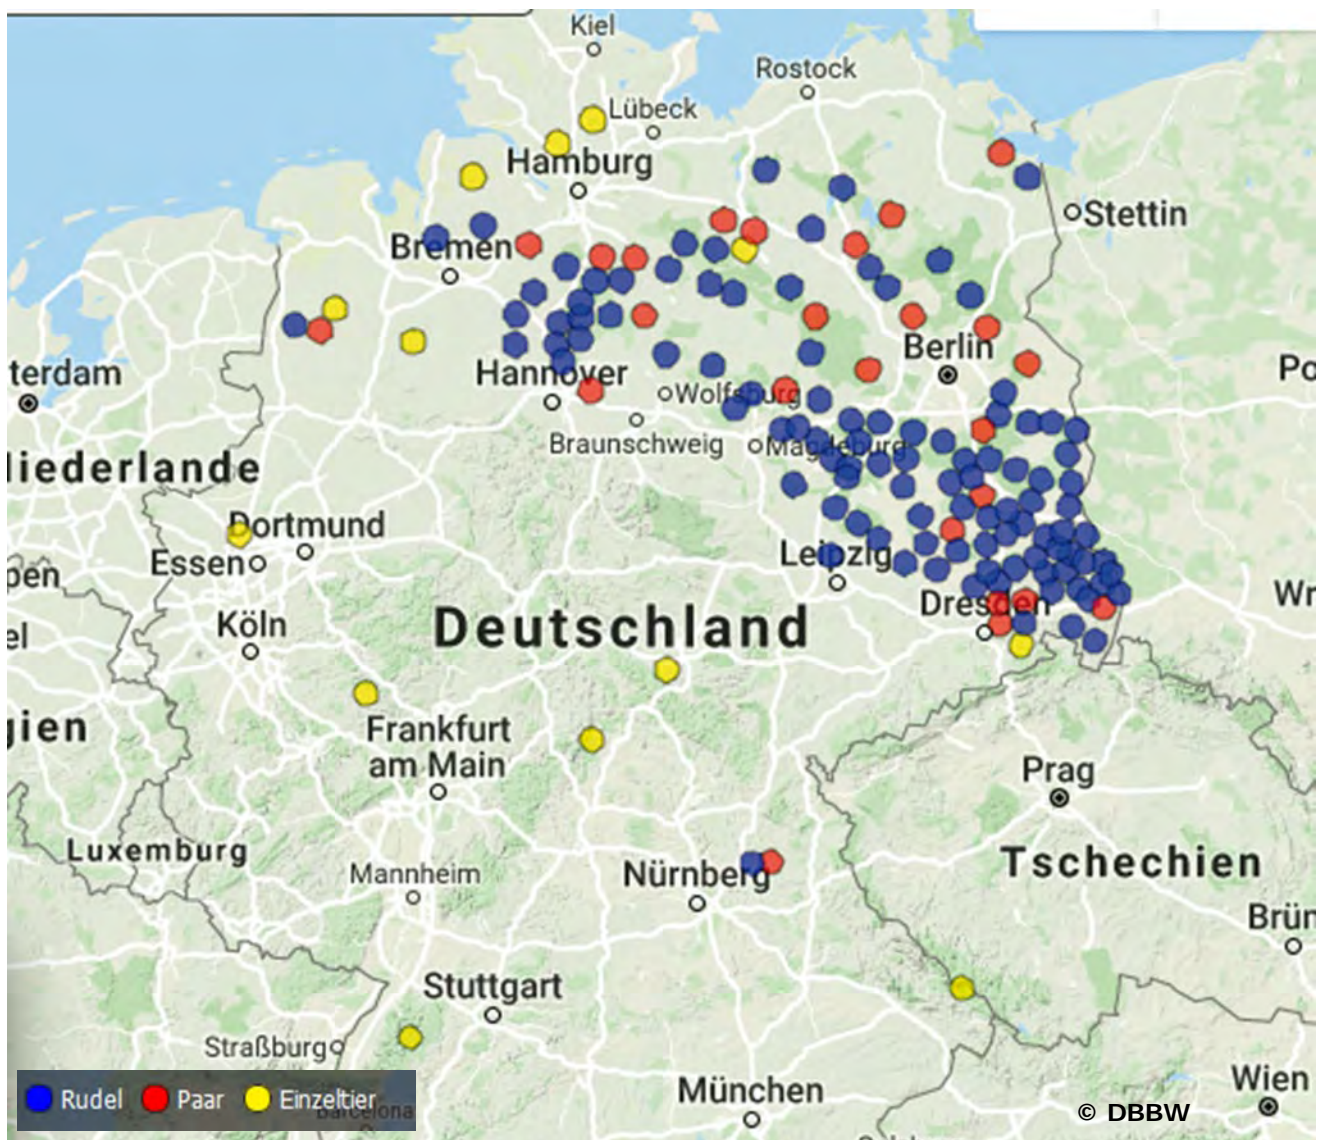 Kiel
Rostock
Lübeck
Hamburg
Stettin
Bremen
Berlin
terdam
Po
Hannover
Wolfsburg
Braunschweig
Magdeburg
Niederlande
Dortmund
Essen
Leipzig
pen
Wr
Dresden
Köln
el
Deutschland
gien
Frankfurt
am Main
Prag
Luxemburg
Mannheim
Nürnberg
Tschechien
Brün
Stuttgart
Straßburg
München
Wien
Rudel
Paar
Einzeltier
Barcelona
© DBBW